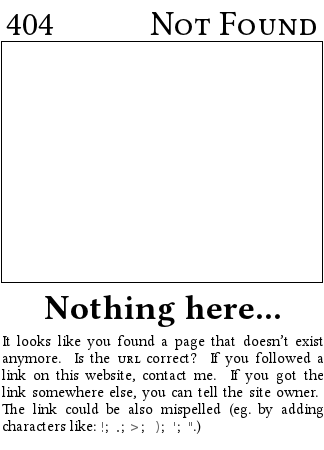 404 Not Found
Nothing here...
It looks like you found a page that doesn't exist
anymore. Is the URL correct? If you followed a
link on this website, contact me. If you got the
link somewhere else, you can tell the site owner.
The link could be also mispelled (eg. by adding
characters like: !; .; >; ); '; ".)